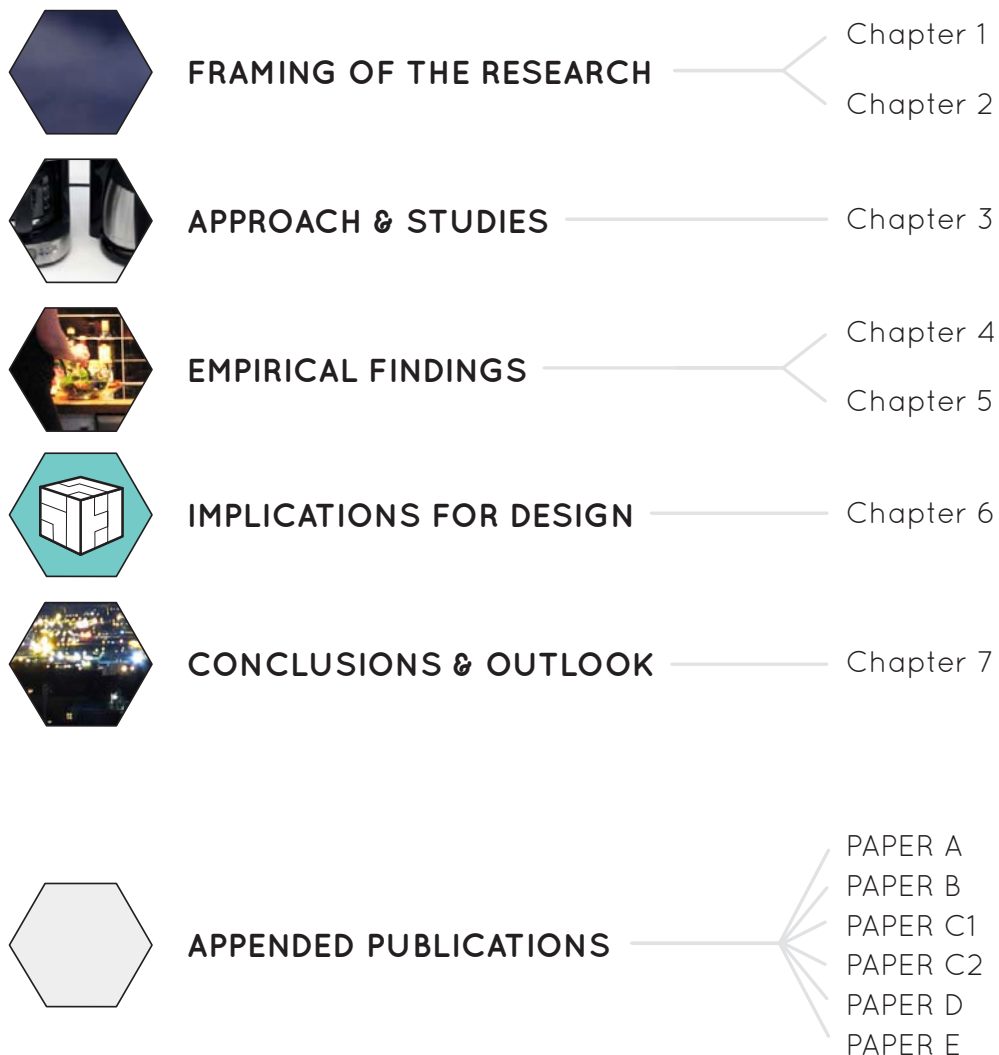 FRAMING OF THE RESEARCH
Chapter 1
Chapter 2
APPROACH & STUDIES
Chapter 3
EMPIRICAL FINDINGS
Chapter 4
Chapter 5
IMPLICATIONS FOR DESIGN
Chapter 6
CONCLUSIONS & OUTLOOK
Chapter 7
APPENDED PUBLICATIONS
PAPER A
PAPER B
PAPER C1
PAPER C2
PAPER D
PAPER E